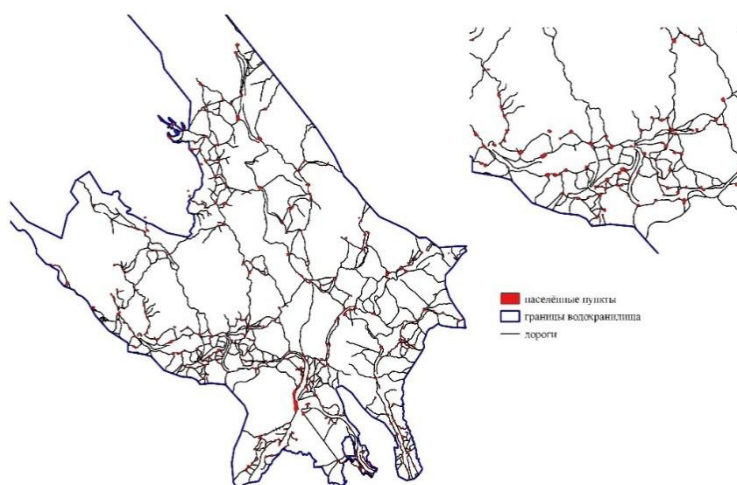 населённые пункты
границы водохранилища
дороги